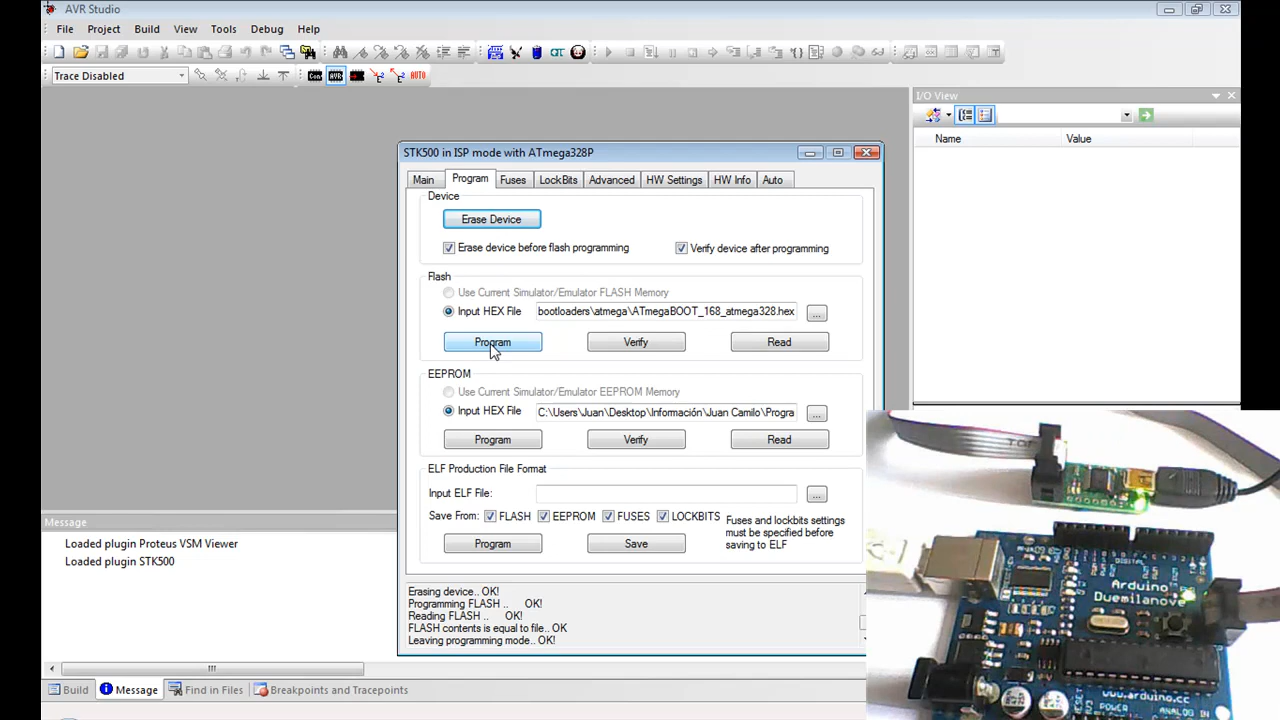 AVR Studio
File Project Build View Tools Debug Help
Trace Disabled
Con AVR AUTO
I/O View
Name Value
STK500 in ISP mode with ATmega328P
Main Program Fuses LockBits Advanced HW Settings HW Info Auto
Device
Erase Device
Erase device before flash programming Verify device after programming
Flash
Use Current Simulator/Emulator FLASH Memory
Input HEX File bootloaders\atmega\ATmegaBOOT_168_atmega328.hex ...
Program Verify Read
EEPROM
Use Current Simulator/Emulator EEPROM Memory
Input HEX File C:\Users\Juan\Desktop\Información\Juan Camilo\Progra ...
Program Verify Read
ELF Production File Format
Input ELF File: ...
Save From: FLASH EEPROM FUSES LOCKBITS
Fuses and lockbits settings
must be specified before
saving to ELF
Program Save
Erasing device.. OK!
Programming FLASH .. OK!
Reading FLASH .. OK!
FLASH contents is equal to file.. OK
Leaving programming mode.. OK!
Message
Loaded plugin Proteus VSM Viewer
Loaded plugin STK500
Build Message Find in Files Breakpoints and Tracepoints
TOP
DIGITAL
Arduino
Duemilanove
www.arduino.cc
RESET
POWER